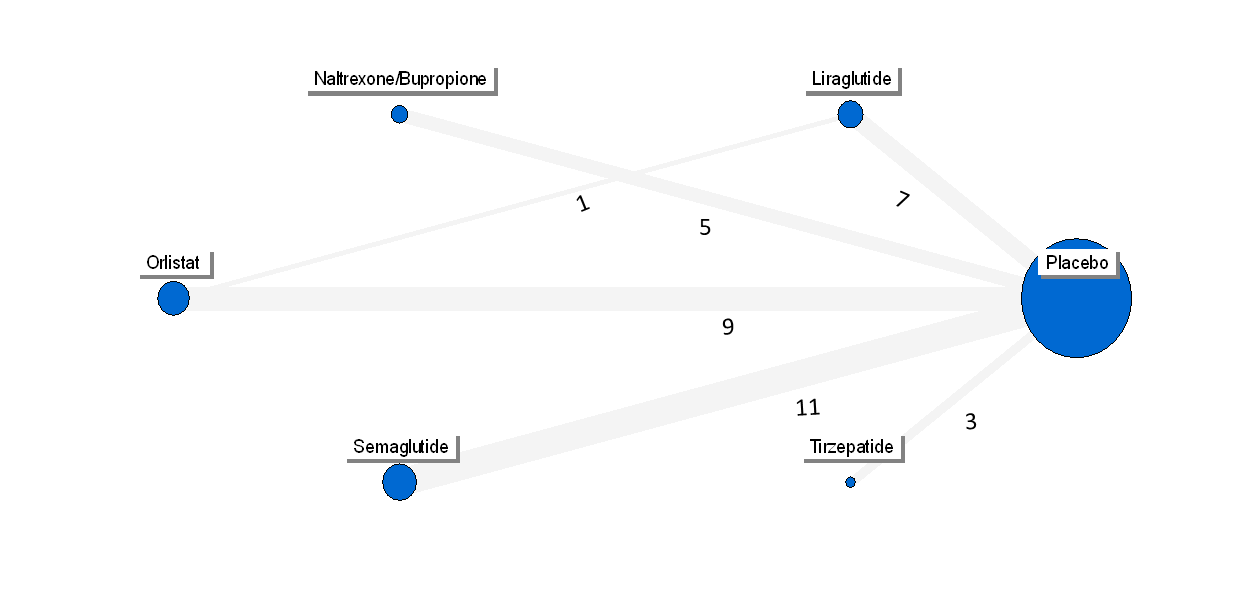 Naltrexone/Bupropione
Liraglutide
1
5
7
Orlistat
Placebo
9
11
3
Semaglutide
Tirzepatide